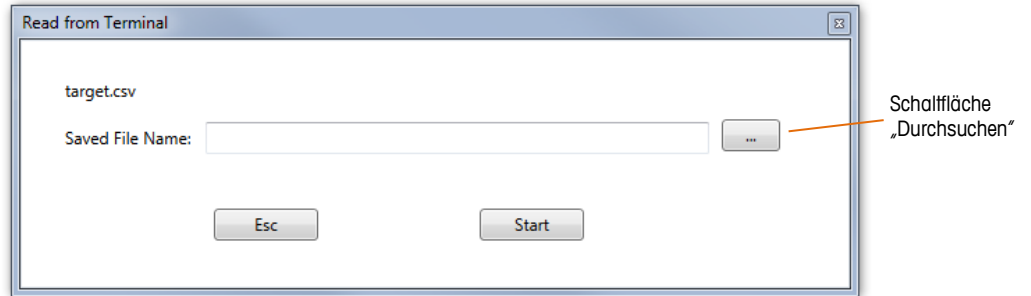 Read from Terminal
target.csv
Saved File Name:
...
Schaltfläche
„Durchsuchen“
Esc
Start